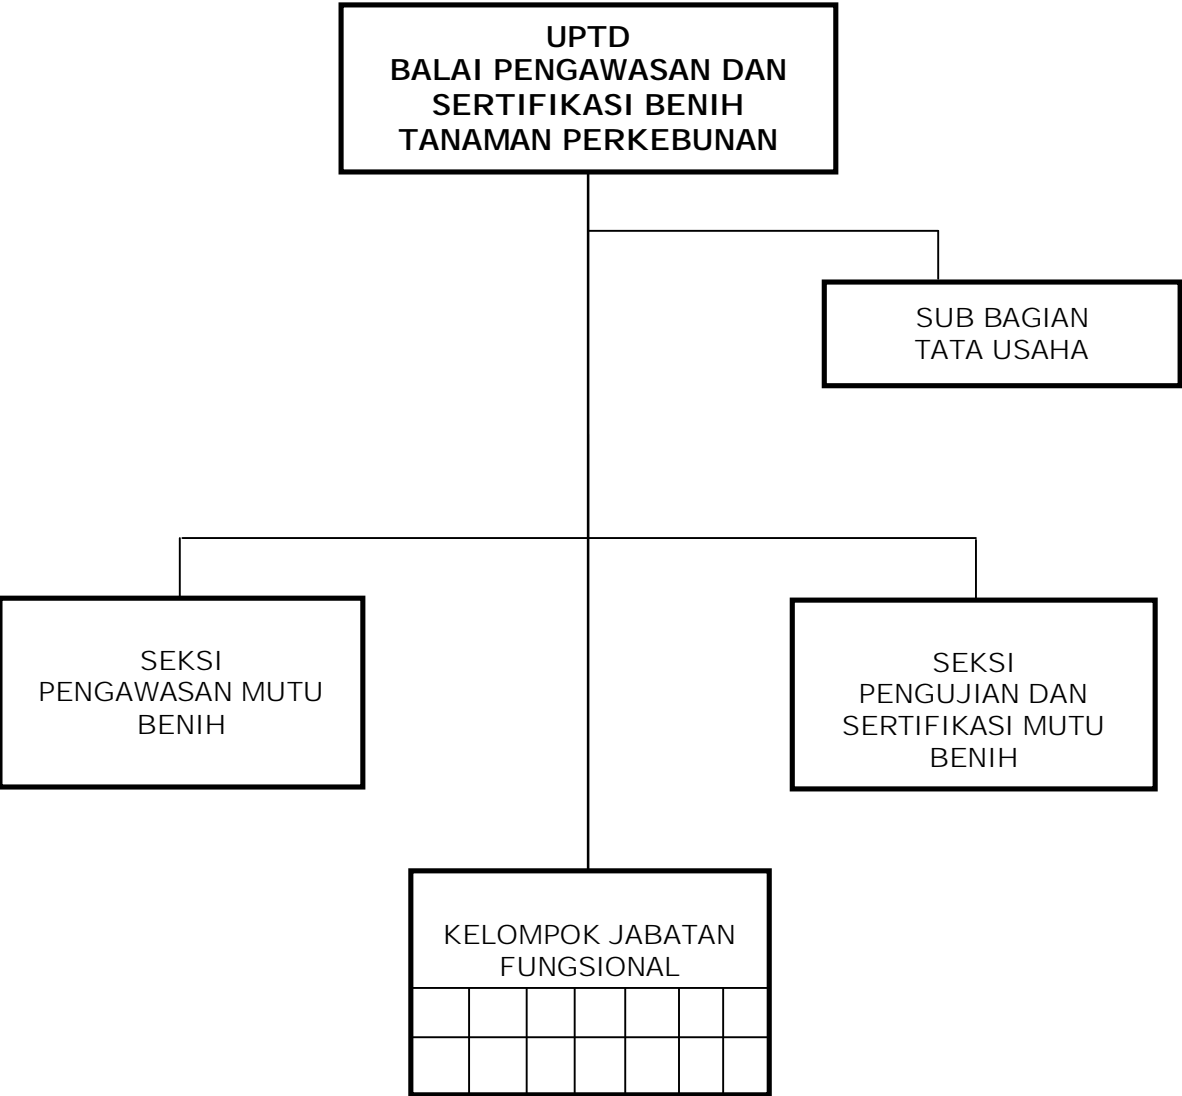 UPTD
BALAI PENGAWASAN DAN
SERTIFIKASI BENIH
TANAMAN PERKEBUNAN
SUB BAGIAN
TATA USAHA
SEKSI
PENGAWASAN MUTU
BENIH
SEKSI
PENGUJIAN DAN
SERTIFIKASI MUTU
BENIH
KELOMPOK JABATAN
FUNGSIONAL